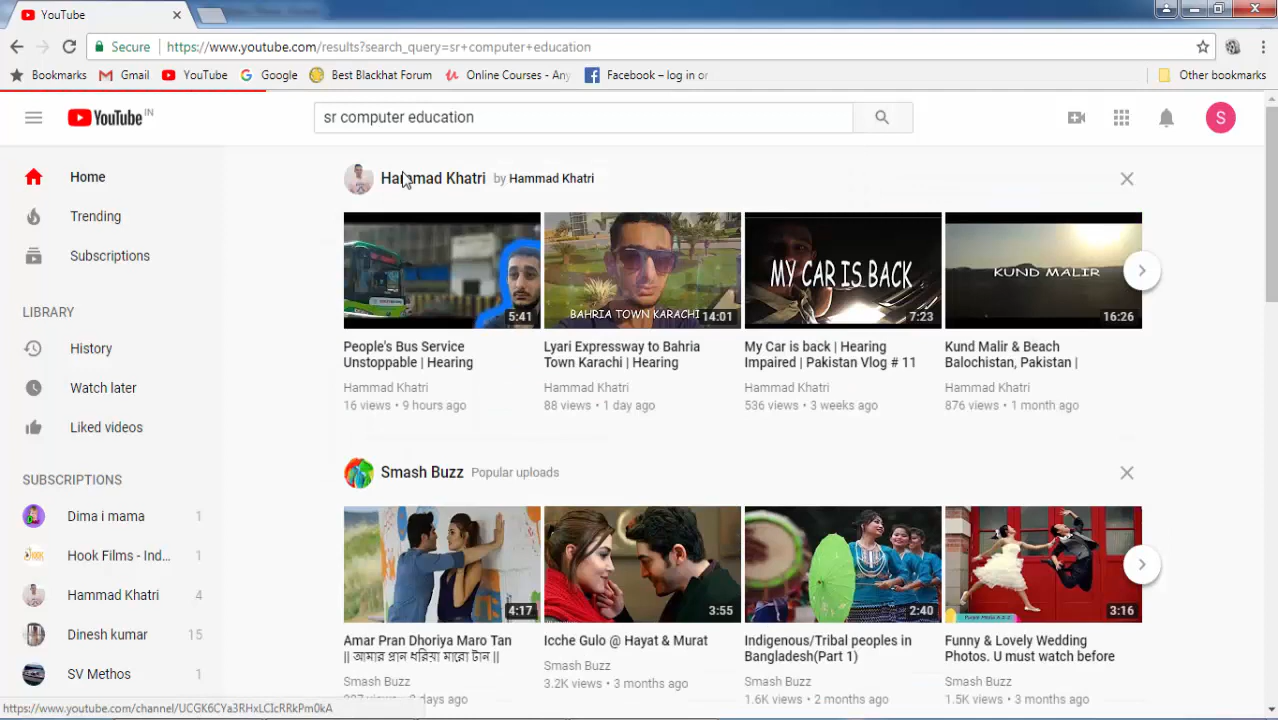 YouTube
Secure https://www.youtube.com/results?search_query=sr+computer+education
Bookmarks Gmail YouTube Google Best Blackhat Forum Online Courses - Any Facebook – log in or Other bookmarks
YouTube IN
sr computer education
S
Home
Trending
Subscriptions
LIBRARY
History
Watch later
Liked videos
SUBSCRIPTIONS
Dima i mama 1
Hook Films - Ind... 1
Hammad Khatri 4
Dinesh kumar 15
SV Methos 1
Hammad Khatri by Hammad Khatri
5:41
BAHRIA TOWN KARACHI 14:01
MY CAR IS BACK
7:23
KUND MALIR
16:26
People's Bus Service
Unstoppable | Hearing
Hammad Khatri
16 views • 9 hours ago
Lyari Expressway to Bahria
Town Karachi | Hearing
Hammad Khatri
88 views • 1 day ago
My Car is back | Hearing
Impaired | Pakistan Vlog # 11
Hammad Khatri
536 views • 3 weeks ago
Kund Malir & Beach
Balochistan, Pakistan |
Hammad Khatri
876 views • 1 month ago
Smash Buzz Popular uploads
4:17
3:55
2:40
3:16
Amar Pran Dhoriya Maro Tan
|| আমার প্রান ধরিয়া মারো টান ||
Smash Buzz
days ago
Icche Gulo @ Hayat & Murat
Smash Buzz
3.2K views • 3 months ago
Indigenous/Tribal peoples in
Bangladesh(Part 1)
Smash Buzz
1.6K views • 2 months ago
Funny & Lovely Wedding
Photos. U must watch before
Smash Buzz
1.5K views • 3 months ago
https://www.youtube.com/channel/UCGK6CYa3RHxLCIcRRkPm0kA